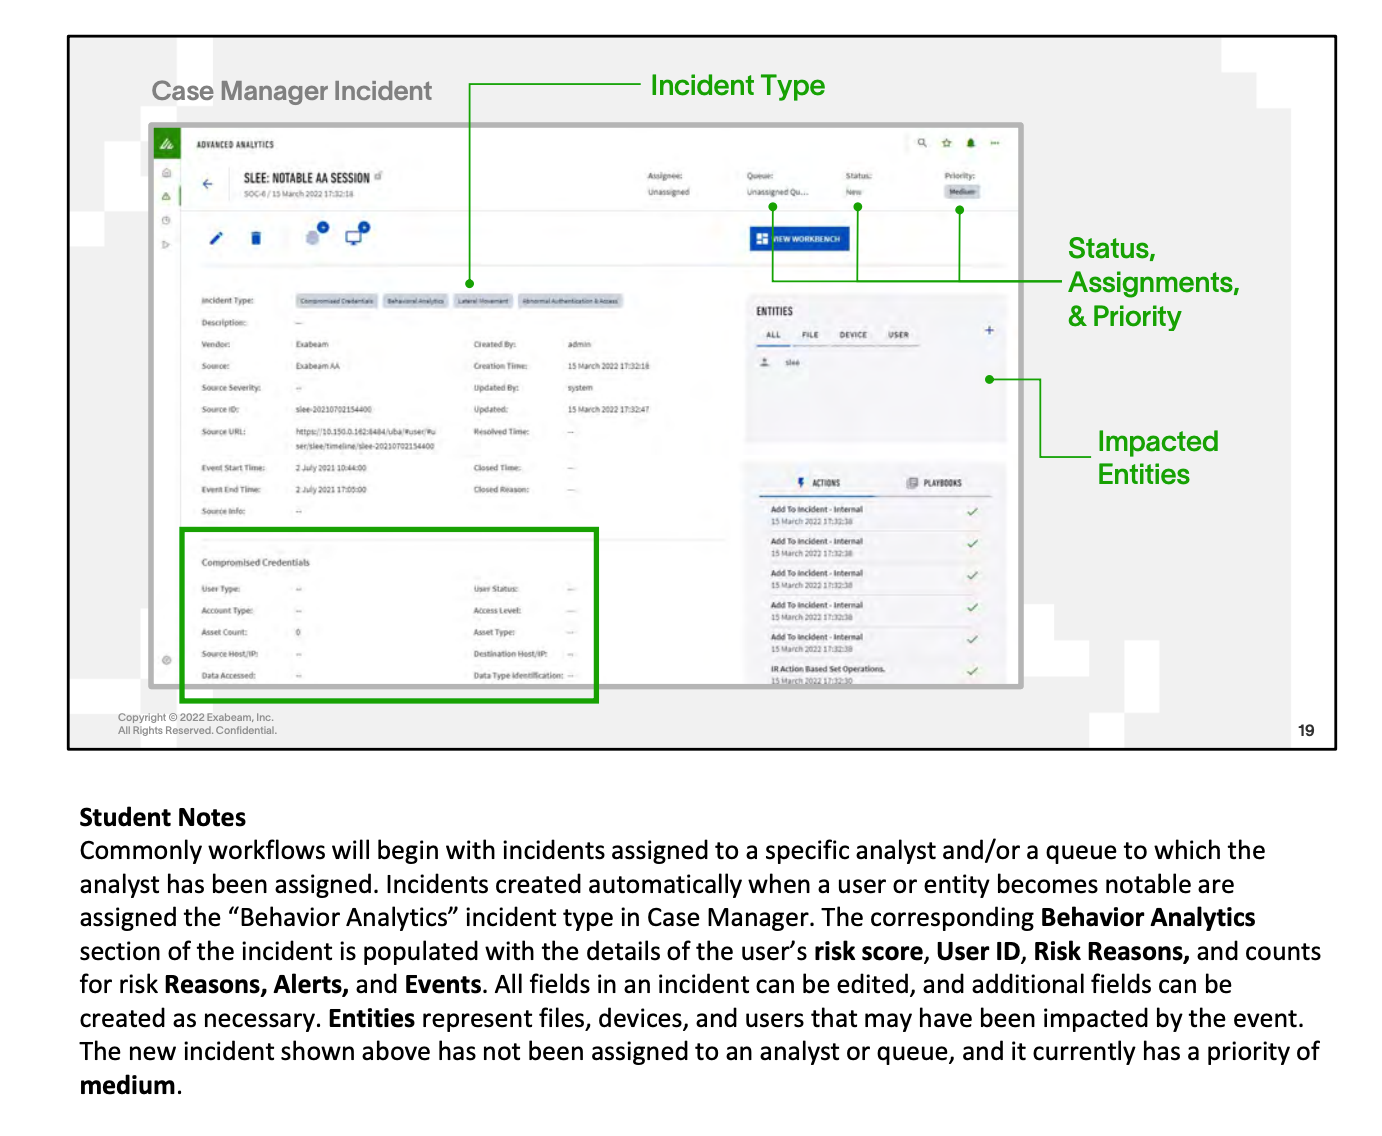 Case Manager Incident
Incident Type
ADVANCED ANALYTICS
SLEE: NOTABLE AA SESSION
SOC-6 / 15 March 2022 17:32:18
Assignee:
Unassigned
Queue:
Unassigned Qu...
Status:
New
Priority:
Medium
VIEW WORKBENCH
Status,
Assignments,
& Priority
Incident Type: Compromised Credentials Behavioral Analytics Lateral Movement Abnormal Authentication & Access
Description: --
Vendor: Exabeam Created By: admin
Source: Exabeam AA Creation Time: 15 March 2022 17:32:18
Source Severity: -- Updated By: system
Source ID: slee-20210702154400 Updated: 15 March 2022 17:32:47
Source URL: https://10.150.0.162:8484/uba/#user/#u Resolved Time: --
ser/slee/timeline/slee-20210702154400
Event Start Time: 2 July 2021 10:44:00 Closed Time: --
Event End Time: 2 July 2021 17:05:00 Closed Reason: --
Source Info: --
ENTITIES
ALL FILE DEVICE USER
slee
Impacted
Entities
ACTIONS PLAYBOOKS
Add To Incident - Internal
15 March 2022 17:32:38
Add To Incident - Internal
15 March 2022 17:32:38
Add To Incident - Internal
15 March 2022 17:32:38
Add To Incident - Internal
15 March 2022 17:32:38
Add To Incident - Internal
15 March 2022 17:32:38
IR Action Based Set Operations.
15 March 2022 17:32:30
Compromised Credentials
User Type: -- User Status: --
Account Type: -- Access Level: --
Asset Count: 0 Asset Type: --
Source Host/IP: -- Destination Host/IP: --
Data Accessed: -- Data Type Identification: --
Copyright © 2022 Exabeam, Inc.
All Rights Reserved. Confidential.
19
Student Notes
Commonly workflows will begin with incidents assigned to a specific analyst and/or a queue to which the
analyst has been assigned. Incidents created automatically when a user or entity becomes notable are
assigned the “Behavior Analytics” incident type in Case Manager. The corresponding Behavior Analytics
section of the incident is populated with the details of the user’s risk score, User ID, Risk Reasons, and counts
for risk Reasons, Alerts, and Events. All fields in an incident can be edited, and additional fields can be
created as necessary. Entities represent files, devices, and users that may have been impacted by the event.
The new incident shown above has not been assigned to an analyst or queue, and it currently has a priority of
medium.